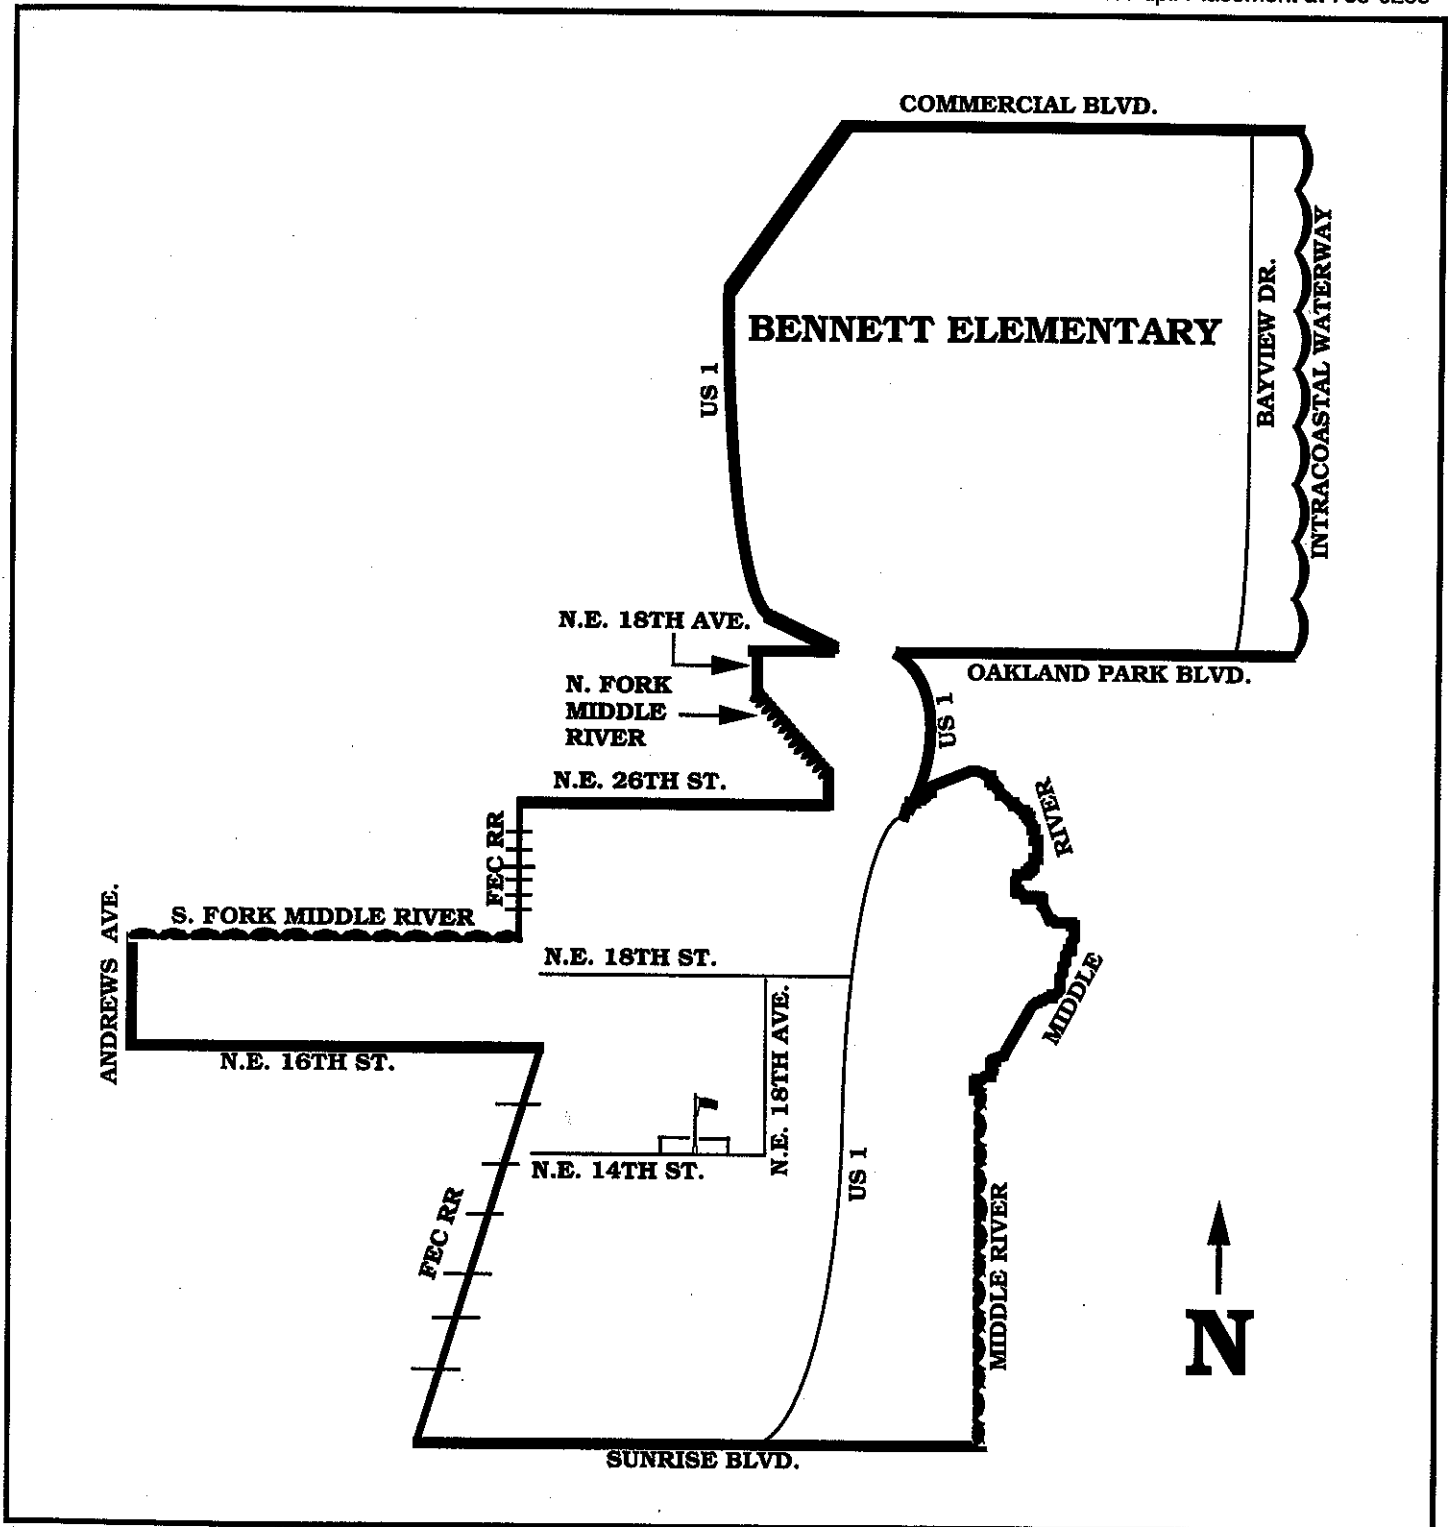 COMMERCIAL BLVD.
BENNETT ELEMENTARY
US 1
BAYVIEW DR.
INTRACOASTAL WATERWAY
N.E. 18TH AVE.
OAKLAND PARK BLVD.
N. FORK
MIDDLE
RIVER
US 1
N.E. 26TH ST.
RIVER
FEC RR
ANDREWS AVE.
S. FORK MIDDLE RIVER
N.E. 18TH ST.
MIDDLE
N.E. 18TH AVE.
N.E. 16TH ST.
N.E. 14TH ST.
US 1
FEC RR
MIDDLE RIVER
N
SUNRISE BLVD.